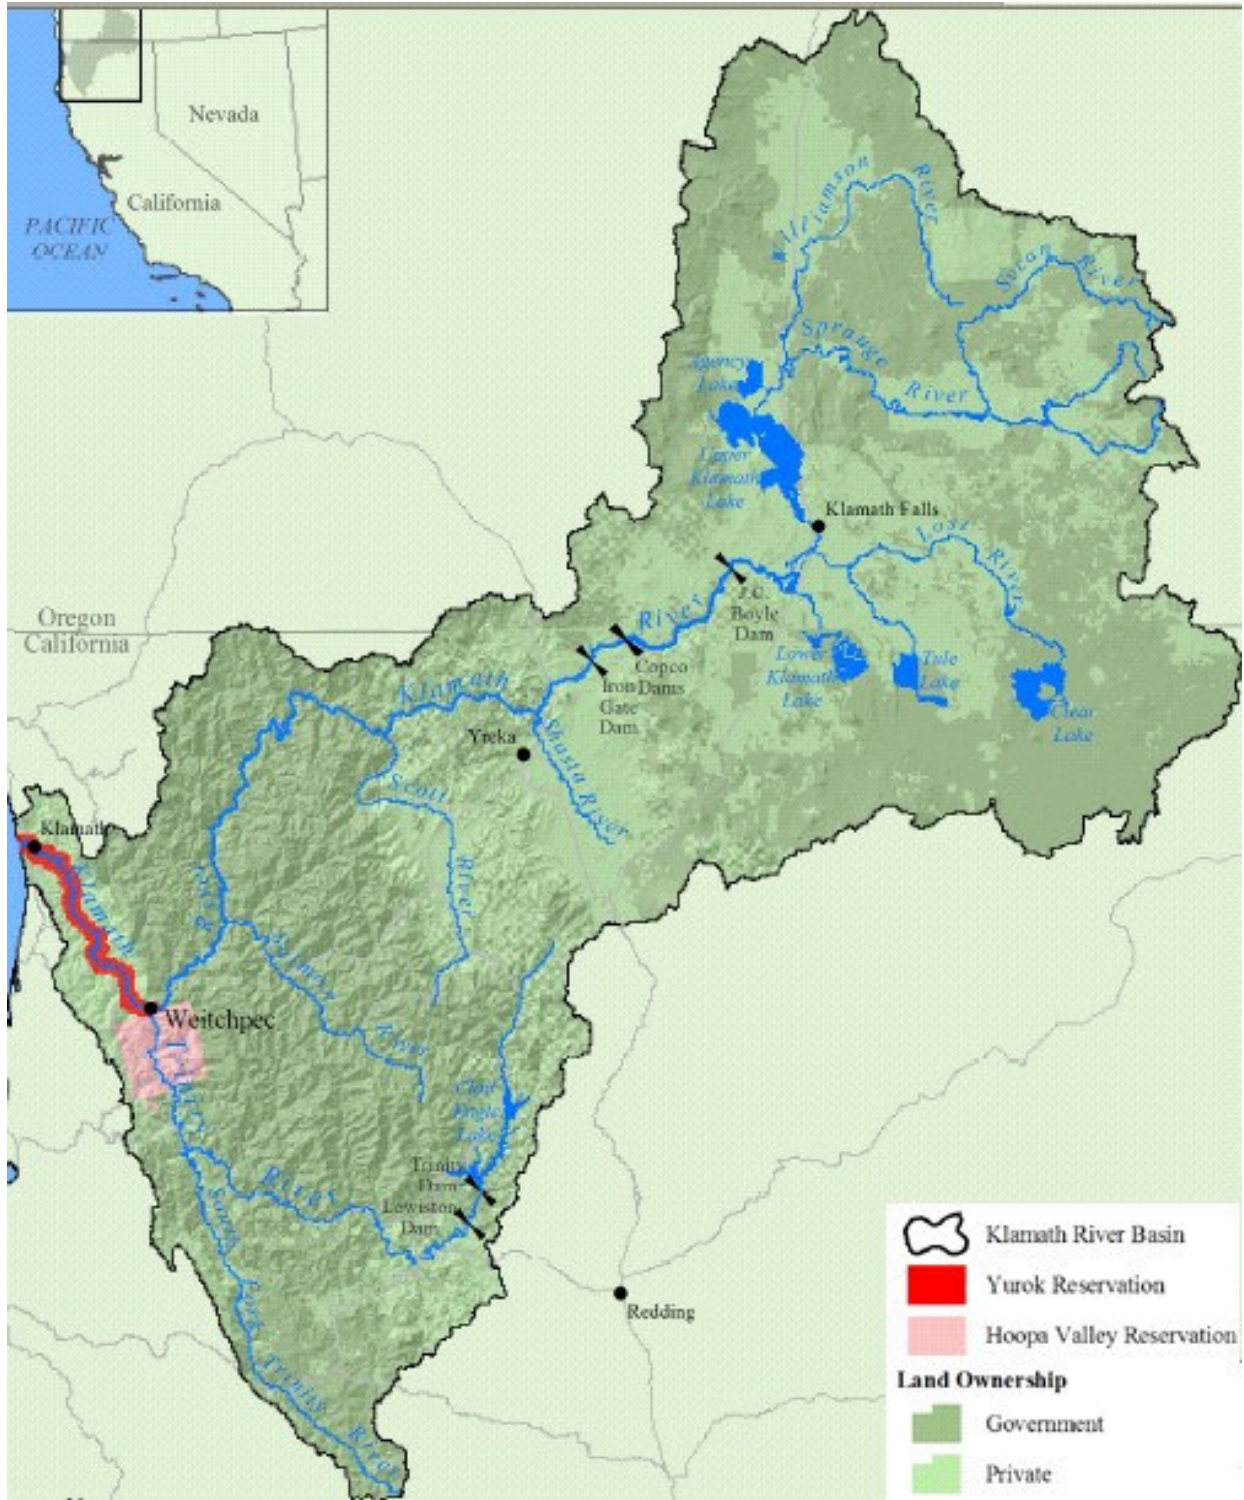 Nevada
California
PACIFIC
OCEAN
Williamson
River
Sycan
River
Sprauge
River
Agency
Lake
Upper
Klamath
Lake
Klamath Falls
Lost
River
J.C.
Boyle
Dam
River
Oregon
California
Copco
Dams
Lower
Klamath
Lake
Tule
Lake
Clear
Lake
Iron
Gate
Dam
Klamath
Yreka
Shasta River
Scott
River
Klamath
Klamath
River
Salmon
River
Weitchpec
Trinity
River
Clair
Engle
Lake
Trinity
Dam
Lewiston
Dam
South
Fork
Trinity
River
Redding
Klamath River Basin
Yurok Reservation
Hoopa Valley Reservation
Land Ownership
Government
Private